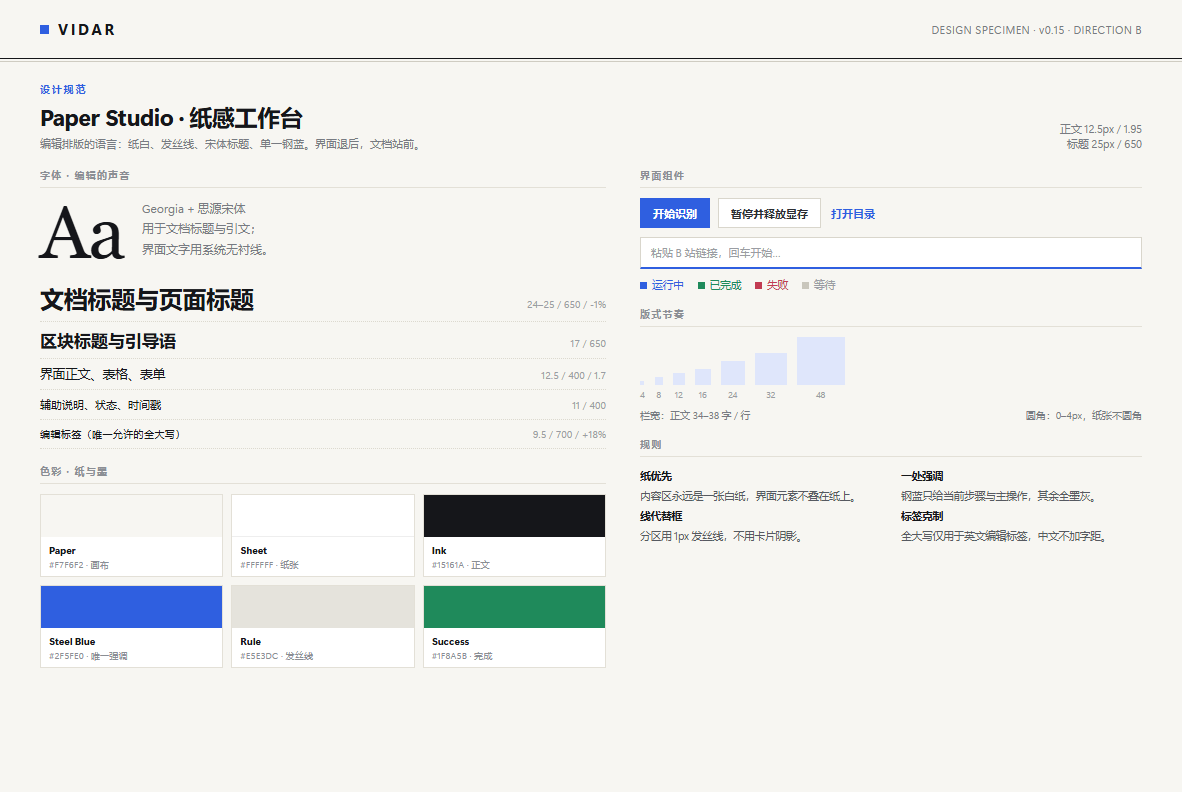 VIDAR
DESIGN SPECIMEN · v0.15 · DIRECTION B
设计规范
Paper Studio · 纸感工作台
编辑排版的语言：纸白、发丝线、宋体标题、单一钢蓝。界面退后，文档站前。
正文 12.5px / 1.95
标题 25px / 650
字体 · 编辑的声音
Aa
Georgia + 思源宋体
用于文档标题与引文；
界面文字用系统无衬线。
文档标题与页面标题
24–25 / 650 / -1%
区块标题与引导语
17 / 650
界面正文、表格、表单
12.5 / 400 / 1.7
辅助说明、状态、时间戳
11 / 400
编辑标签（唯一允许的全大写）
9.5 / 700 / +18%
色彩 · 纸与墨
Paper
#F7F6F2 · 画布
Sheet
#FFFFFF · 纸张
Ink
#15161A · 正文
Steel Blue
#2F5FE0 · 唯一强调
Rule
#E5E3DC · 发丝线
Success
#1F8A5B · 完成
界面组件
开始识别
暂停并释放显存
打开目录
粘贴 B 站链接，回车开始…
运行中
已完成
失败
等待
版式节奏
4 8 12 16 24 32 48
栏宽：正文 34–38 字 / 行
圆角：0–4px，纸张不圆角
规则
纸优先
内容区永远是一张白纸，界面元素不叠在纸上。
线代替框
分区用 1px 发丝线，不用卡片阴影。
一处强调
钢蓝只给当前步骤与主操作，其余全墨灰。
标签克制
全大写仅用于英文编辑标签，中文不加字距。